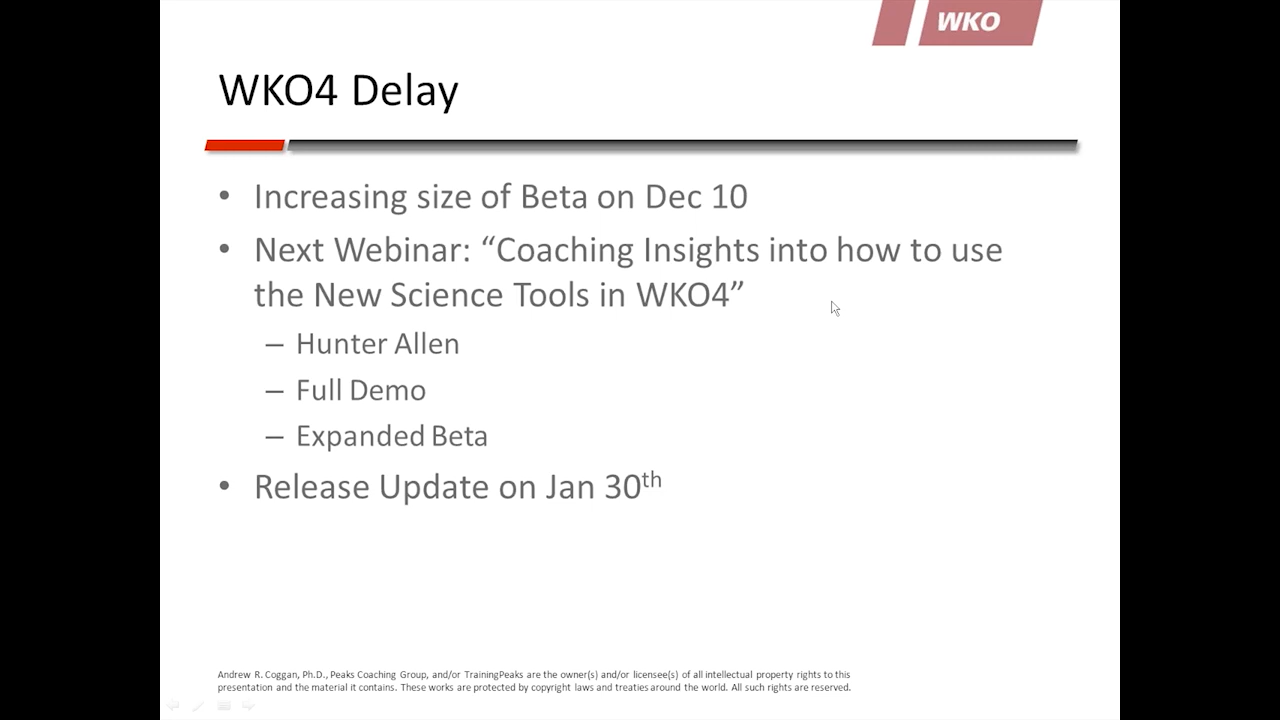 WKO
WKO4 Delay
• Increasing size of Beta on Dec 10
• Next Webinar: “Coaching Insights into how to use
the New Science Tools in WKO4”
– Hunter Allen
– Full Demo
– Expanded Beta
• Release Update on Jan 30th
Andrew R. Coggan, Ph.D., Peaks Coaching Group, and/or TrainingPeaks are the owner(s) and/or licensee(s) of all intellectual property rights to this
presentation and the material it contains. These works are protected by copyright laws and treaties around the world. All such rights are reserved.